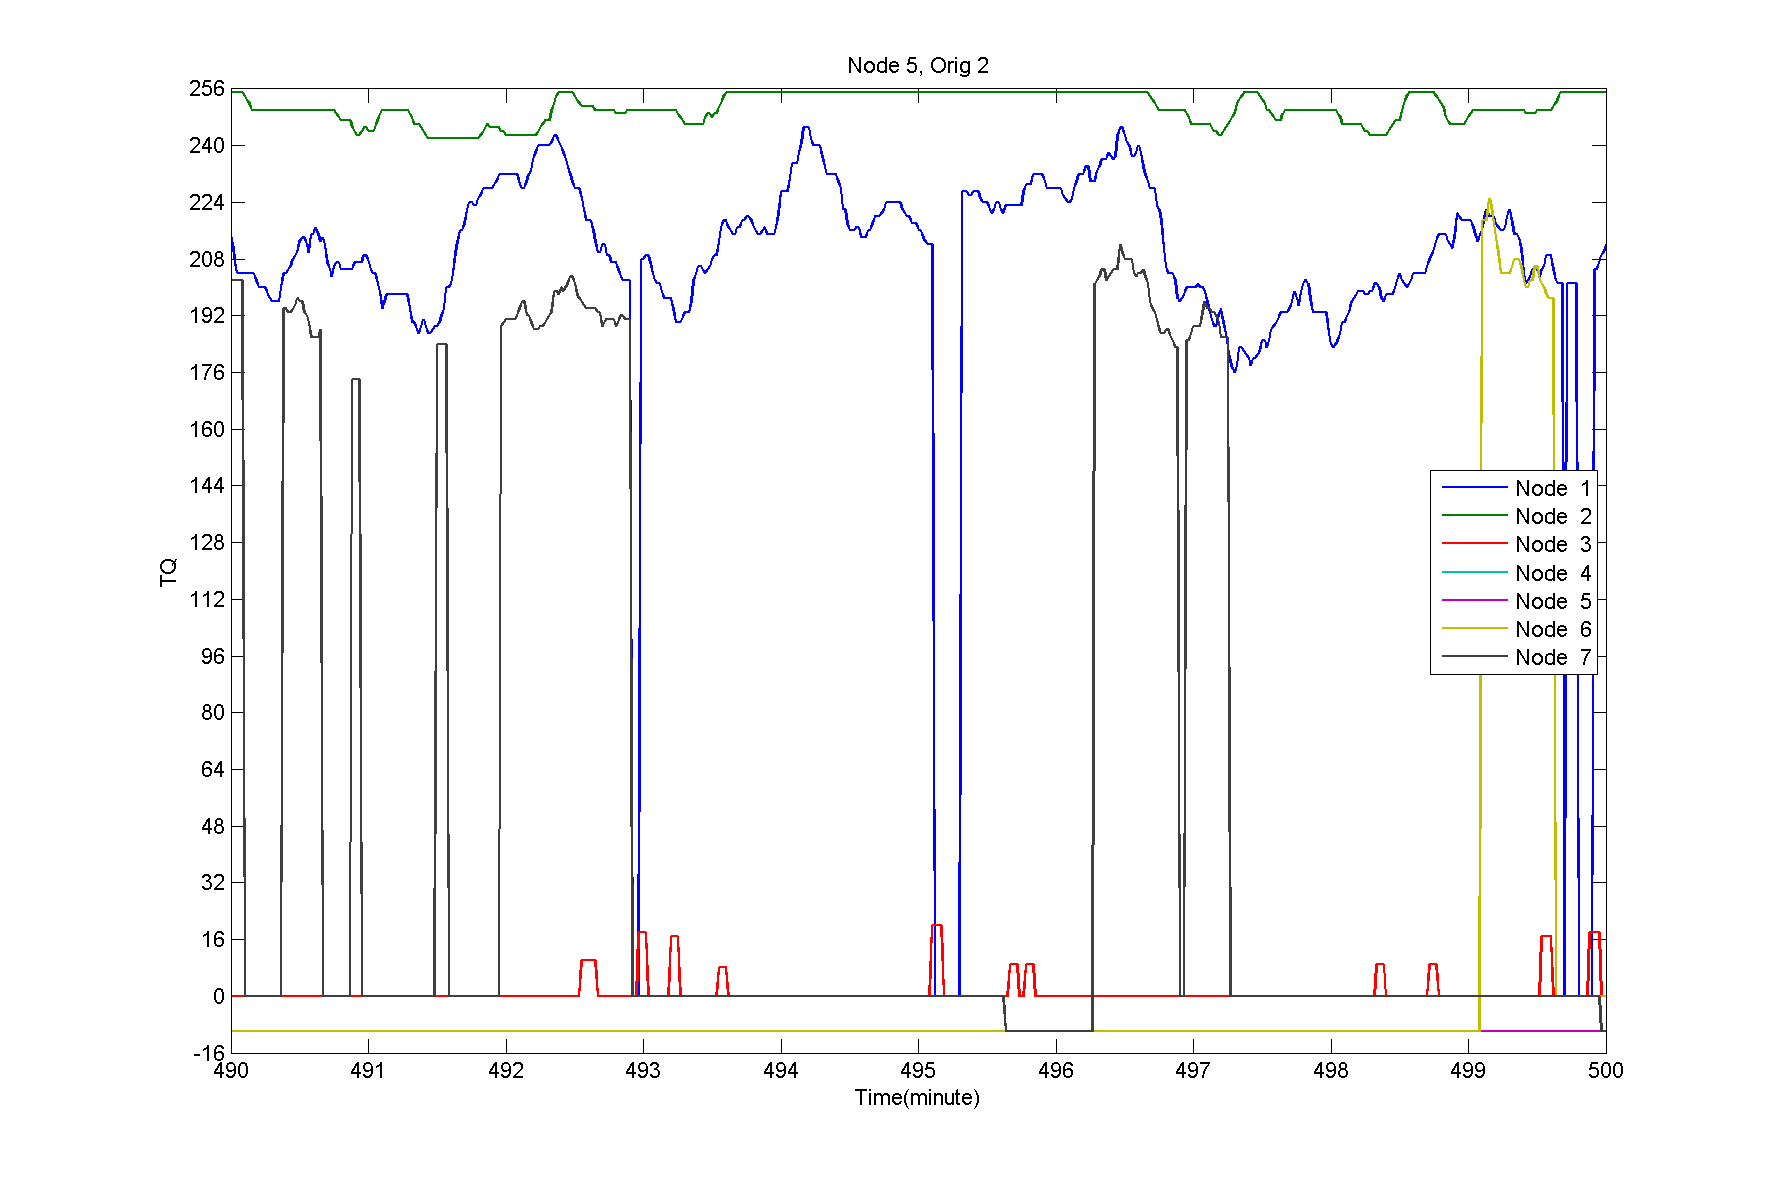 Node 5, Orig 2
256
240
224
208
192
176
160
144
128
112
96
80
64
48
32
16
0
-16
TQ
Node 1
Node 2
Node 3
Node 4
Node 5
Node 6
Node 7
490 491 492 493 494 495 496 497 498 499 500
Time(minute)